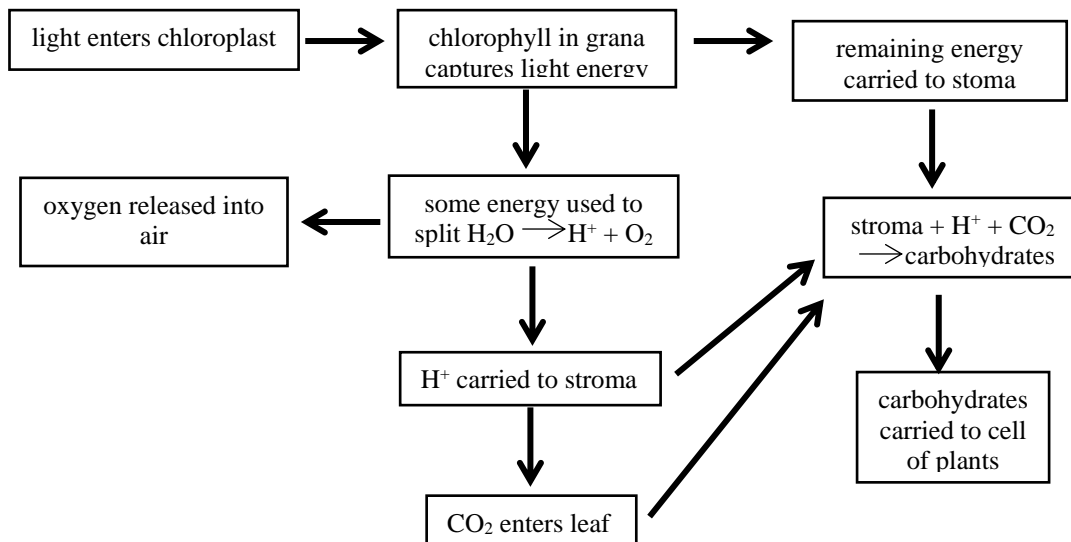 light enters chloroplast
chlorophyll in grana
captures light energy
remaining energy
carried to stoma
oxygen released into
air
some energy used to
split H₂O → H⁺ + O₂
stroma + H⁺ + CO₂
→ carbohydrates
H⁺ carried to stroma
carbohydrates
carried to cell
of plants
CO₂ enters leaf